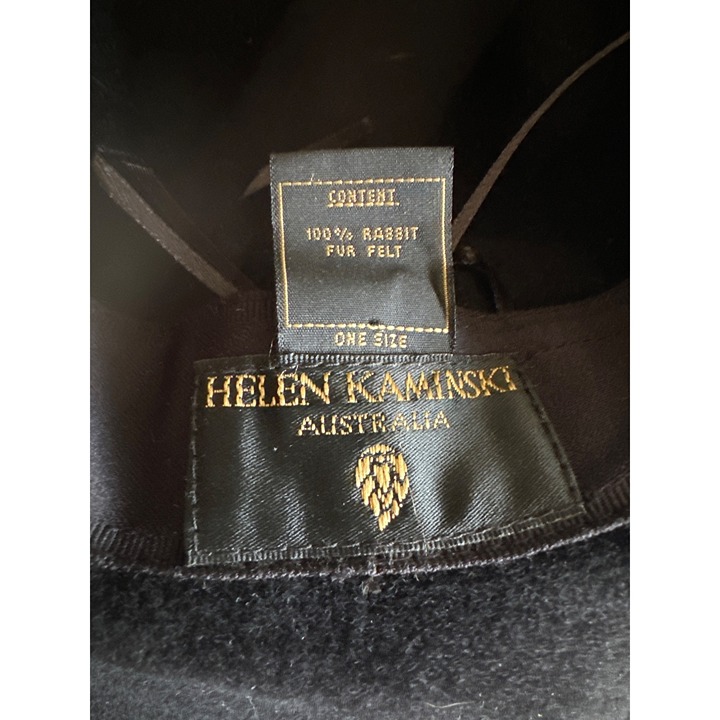 CONTENT
100% RABBIT
FUR FELT
ONE SIZE
HELEN KAMINSKI
AUSTRALIA